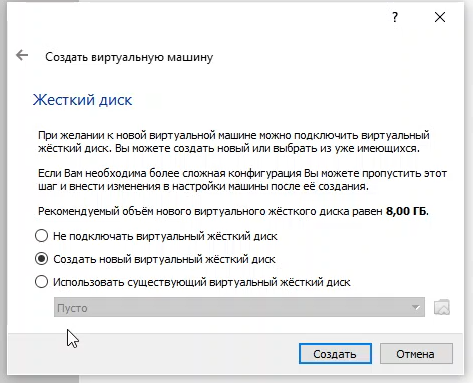 ?
Создать виртуальную машину
Жесткий диск
При желании к новой виртуальной машине можно подключить виртуальный
жёсткий диск. Вы можете создать новый или выбрать из уже имеющихся.
Если Вам необходима более сложная конфигурация Вы можете пропустить этот
шаг и внести изменения в настройки машины после её создания.
Рекомендуемый объём нового виртуального жёсткого диска равен 8,00 ГБ.
Не подключать виртуальный жёсткий диск
Создать новый виртуальный жёсткий диск
Использовать существующий виртуальный жёсткий диск
Пусто
Создать Отмена